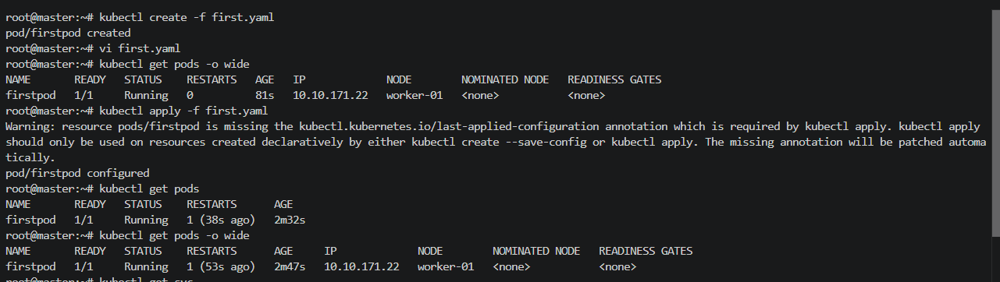 root@master:~# kubectl create -f first.yaml
pod/firstpod created
root@master:~# vi first.yaml
root@master:~# kubectl get pods -o wide
NAME       READY   STATUS    RESTARTS   AGE   IP             NODE        NOMINATED NODE   READINESS GATES
firstpod   1/1     Running   0          81s   10.10.171.22   worker-01   <none>           <none>
root@master:~# kubectl apply -f first.yaml
Warning: resource pods/firstpod is missing the kubectl.kubernetes.io/last-applied-configuration annotation which is required by kubectl apply. kubectl apply
should only be used on resources created declaratively by either kubectl create --save-config or kubectl apply. The missing annotation will be patched automa
tically.
pod/firstpod configured
root@master:~# kubectl get pods
NAME       READY   STATUS    RESTARTS      AGE
firstpod   1/1     Running   1 (38s ago)   2m32s
root@master:~# kubectl get pods -o wide
NAME       READY   STATUS    RESTARTS      AGE     IP             NODE        NOMINATED NODE   READINESS GATES
firstpod   1/1     Running   1 (53s ago)   2m47s   10.10.171.22   worker-01   <none>           <none>
root@master:~# kubectl get svc